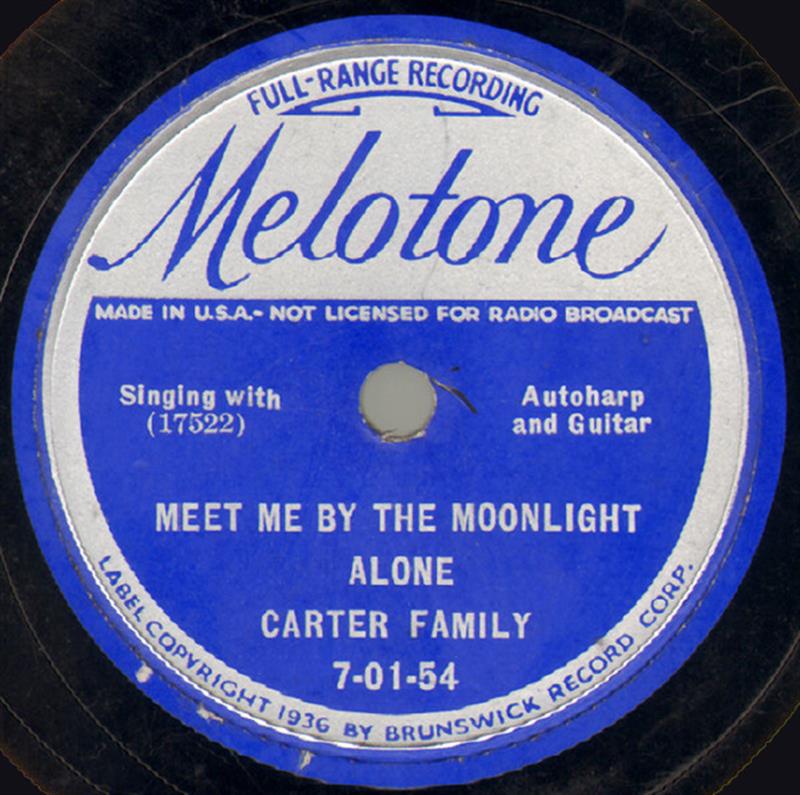 FULL-RANGE RECORDING
Melotone
MADE IN U.S.A.- NOT LICENSED FOR RADIO BROADCAST
Singing with
(17522)
Autoharp
and Guitar
MEET ME BY THE MOONLIGHT
ALONE
CARTER FAMILY
7-01-54
LABEL COPYRIGHT 1936 BY BRUNSWICK RECORD CORP.